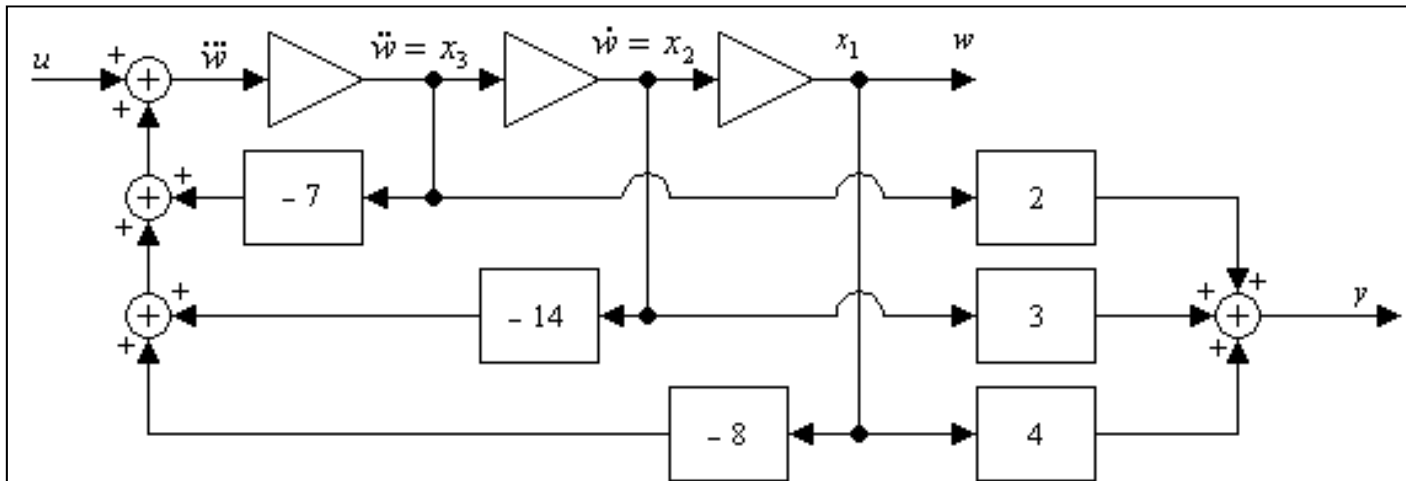 u + + w⃛ ẅ = x₃ ẇ = x₂ x₁ w
+ + − 7 2
+ + − 14 3 + + + y
− 8 4